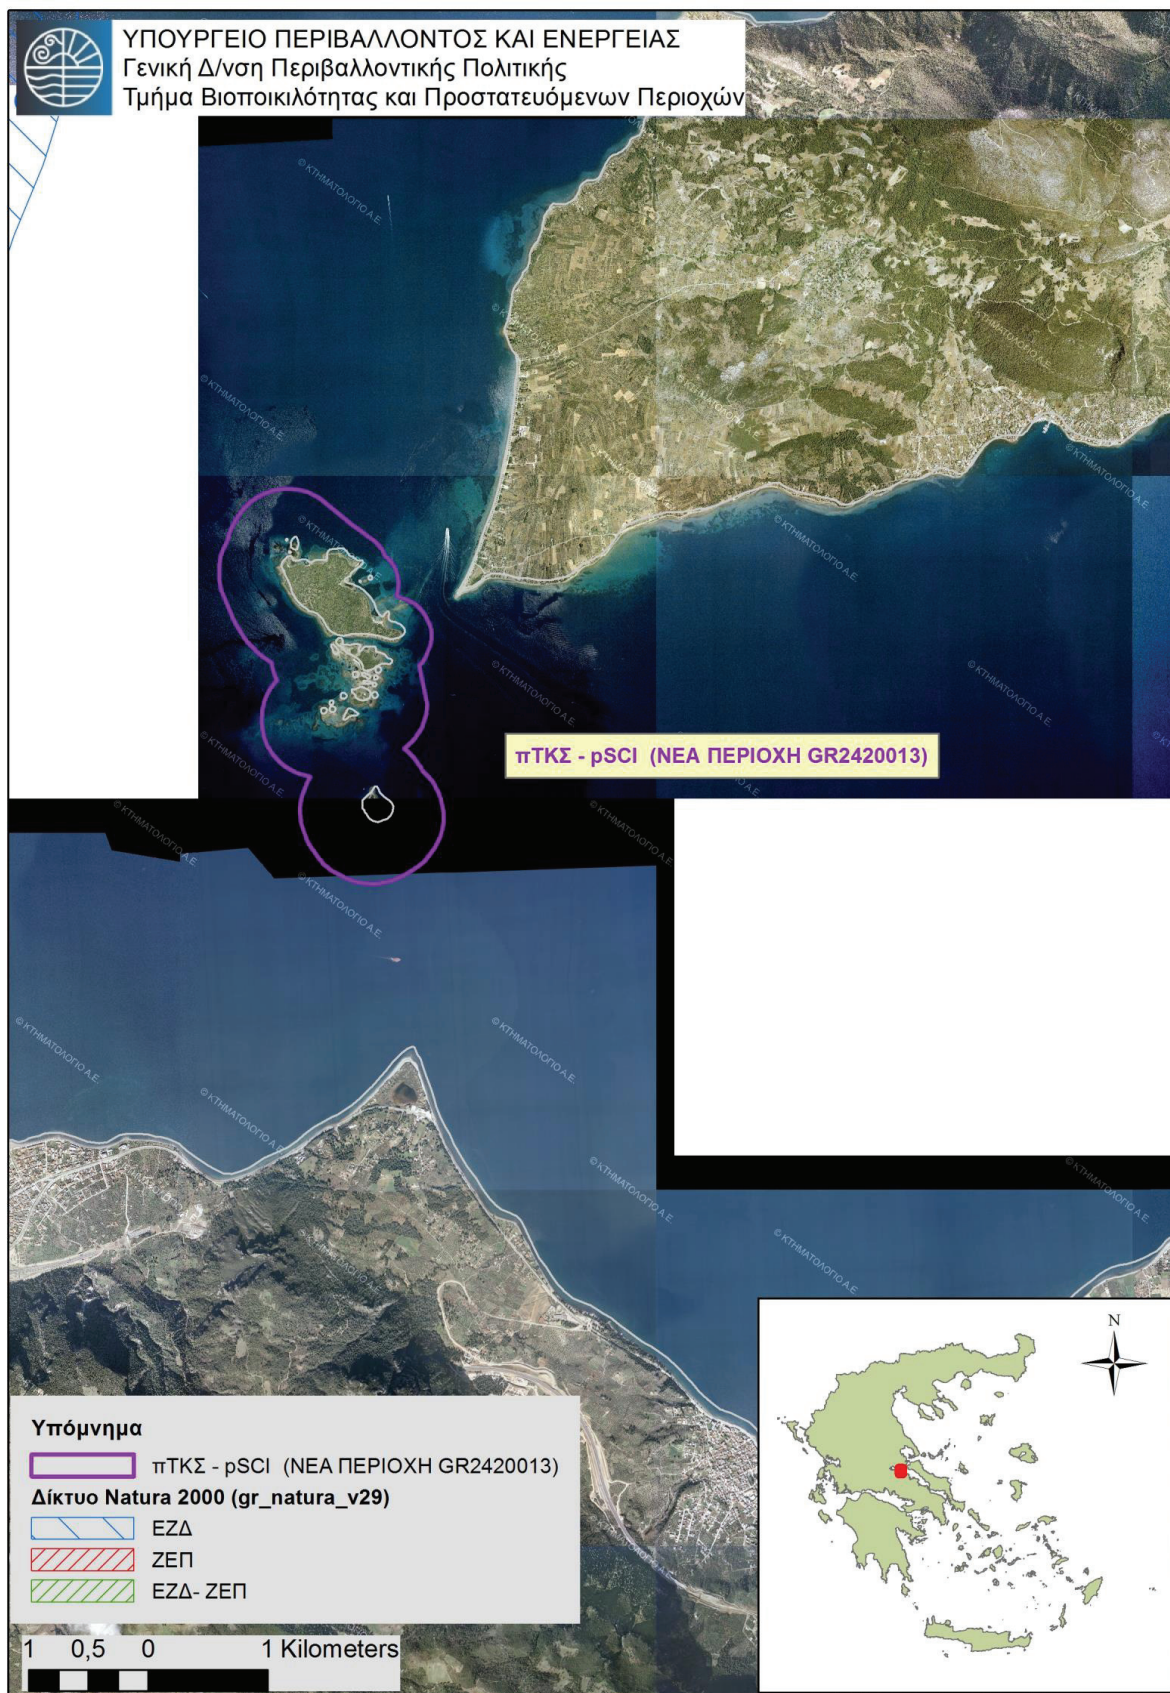 ΥΠΟΥΡΓΕΙΟ ΠΕΡΙΒΑΛΛΟΝΤΟΣ ΚΑΙ ΕΝΕΡΓΕΙΑΣ
Γενική Δ/νση Περιβαλλοντικής Πολιτικής
Τμήμα Βιοποικιλότητας και Προστατευόμενων Περιοχών
© ΚΤΗΜΑΤΟΛΟΓΙΟ Α.Ε.
πΤΚΣ - pSCI (ΝΕΑ ΠΕΡΙΟΧΗ GR2420013)
N
Υπόμνημα
πΤΚΣ - pSCI (ΝΕΑ ΠΕΡΙΟΧΗ GR2420013)
Δίκτυο Natura 2000 (gr_natura_v29)
ΕΖΔ
ΖΕΠ
ΕΖΔ- ΖΕΠ
1 0,5 0 1 Kilometers